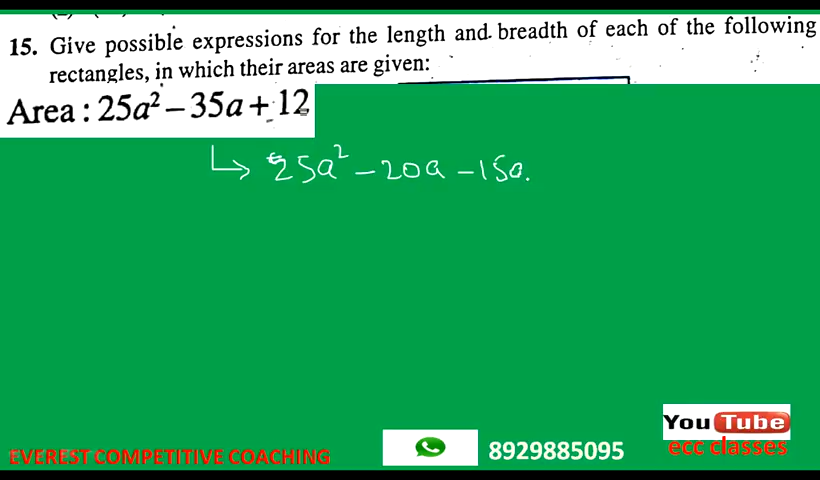 15. Give possible expressions for the length and breadth of each of the following
rectangles, in which their areas are given:
Area : 25a² – 35a + 12
↳ 25a² – 20a – 15a
You Tube
ecc classes
EVEREST COMPETITIVE COACHING
8929885095